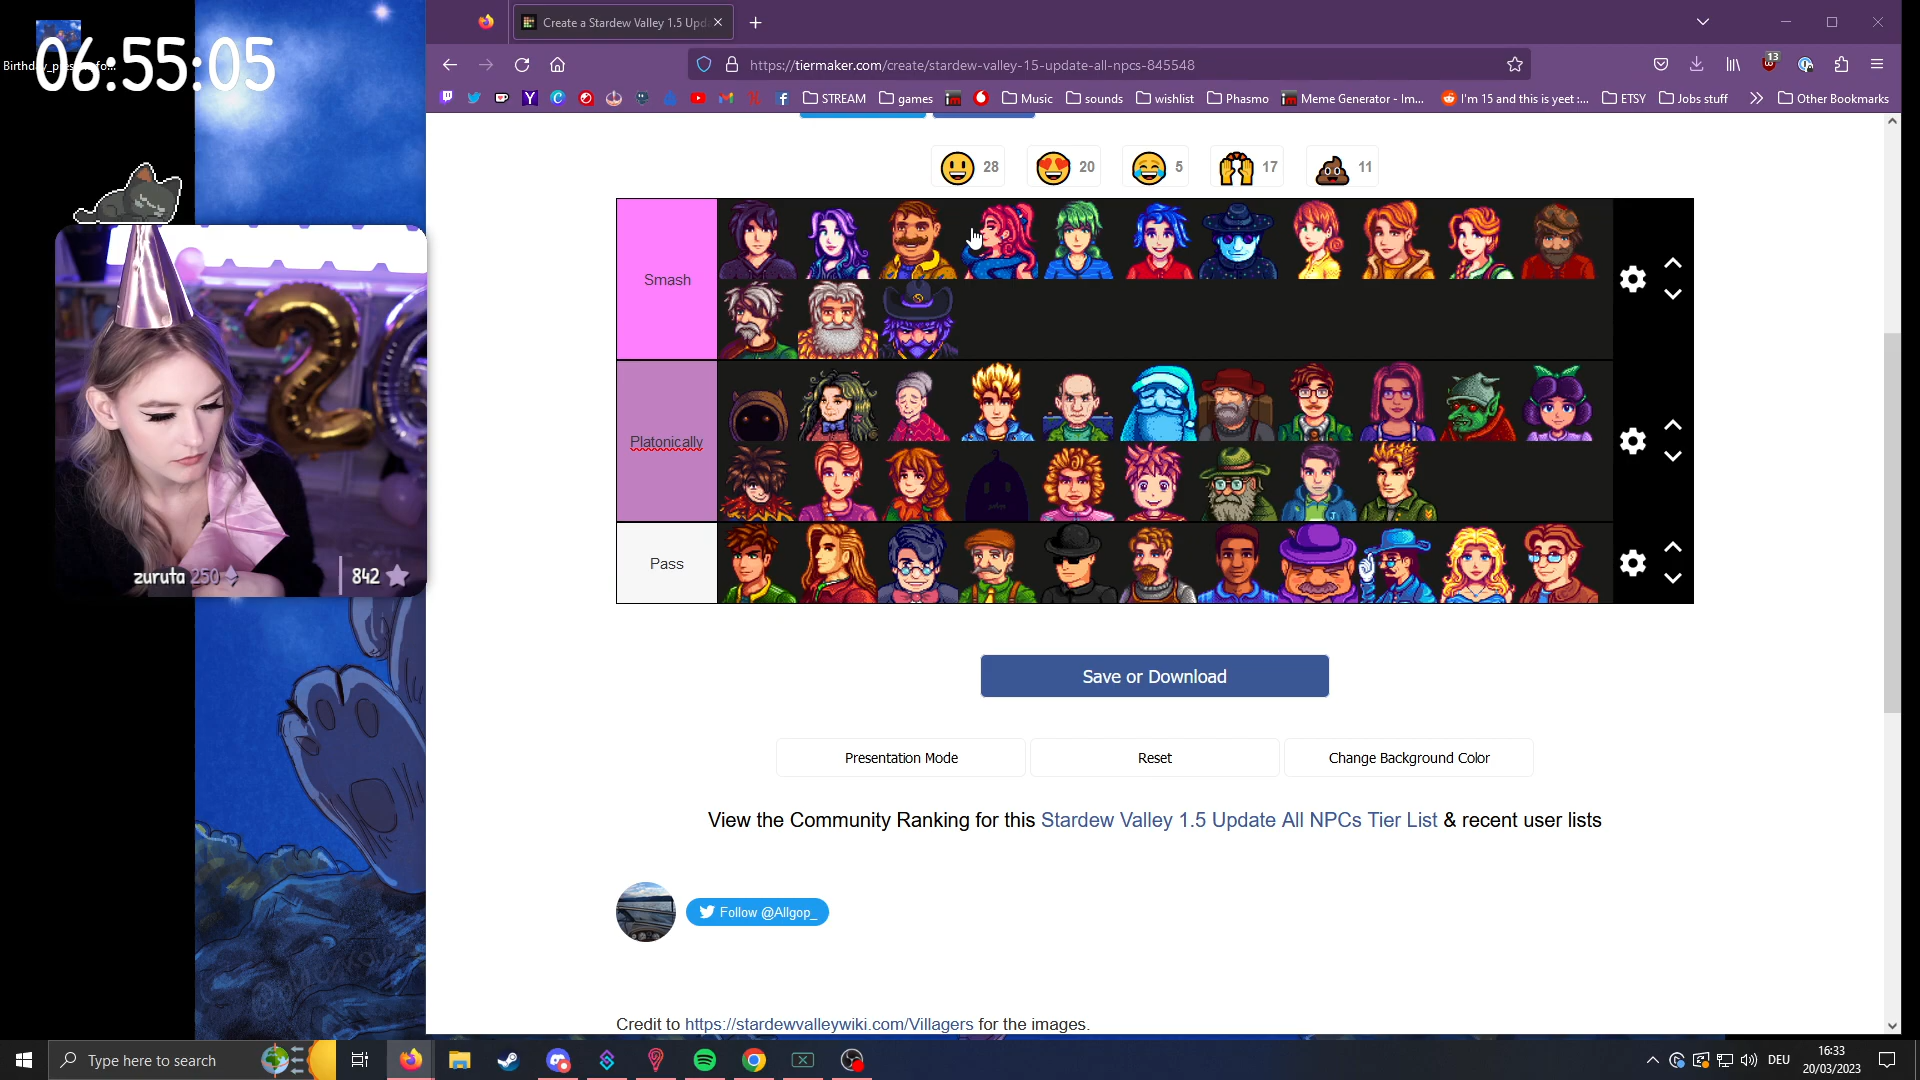 Create a Stardew Valley 1.5 Upd
Birthday_pres
fo...
06:55:05
https://tiermaker.com/create/stardew-valley-15-update-all-npcs-845548
13
STREAM
games
Music
sounds
wishlist
Phasmo
Meme Generator - Im...
I'm 15 and this is yeet :...
ETSY
Jobs stuff
Other Bookmarks
28
20
5
17
11
Smash
Platonically
Pass
26
zuruta 250
842
Save or Download
Presentation Mode
Reset
Change Background Color
View the Community Ranking for this Stardew Valley 1.5 Update All NPCs Tier List & recent user lists
Follow @Allgop_
Credit to https://stardewvalleywiki.com/Villagers for the images.
Type here to search
DEU
16:33
20/03/2023